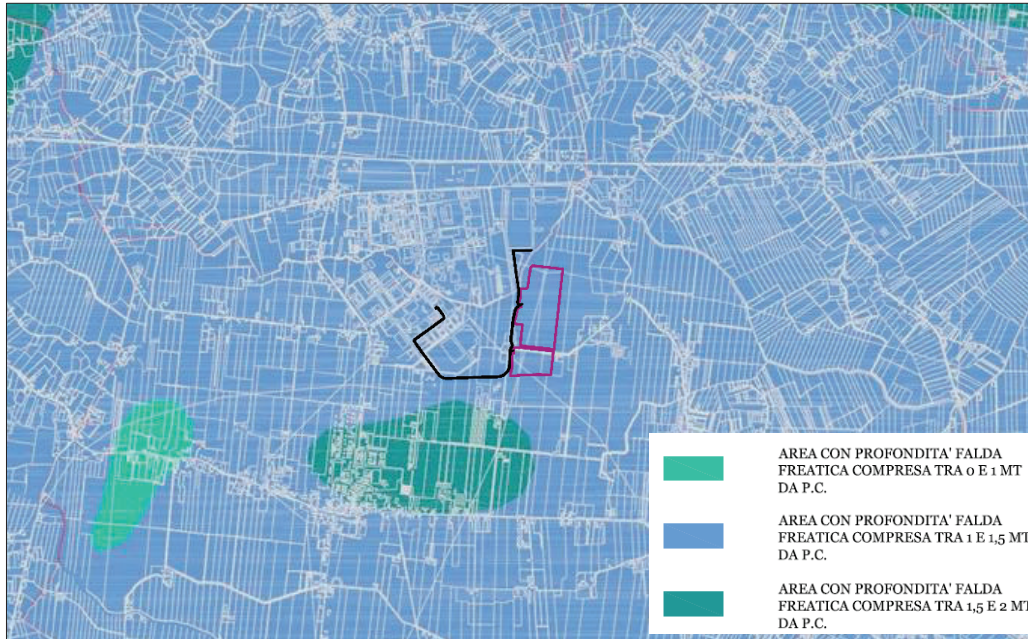 AREA CON PROFONDITA' FALDA
FREATICA COMPRESA TRA 0 E 1 MT
DA P.C.
AREA CON PROFONDITA' FALDA
FREATICA COMPRESA TRA 1 E 1,5 MT
DA P.C.
AREA CON PROFONDITA' FALDA
FREATICA COMPRESA TRA 1,5 E 2 MT
DA P.C.